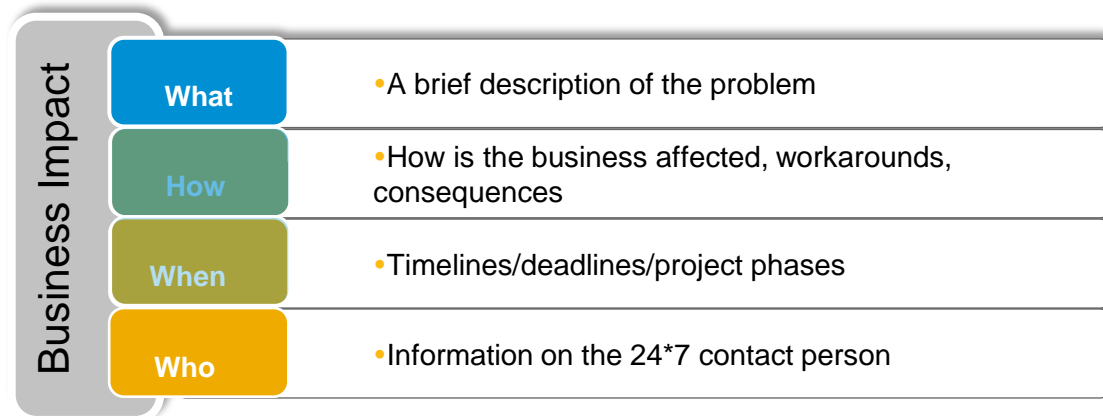 Business Impact
What
•A brief description of the problem
How
•How is the business affected, workarounds,
consequences
When
•Timelines/deadlines/project phases
Who
•Information on the 24*7 contact person